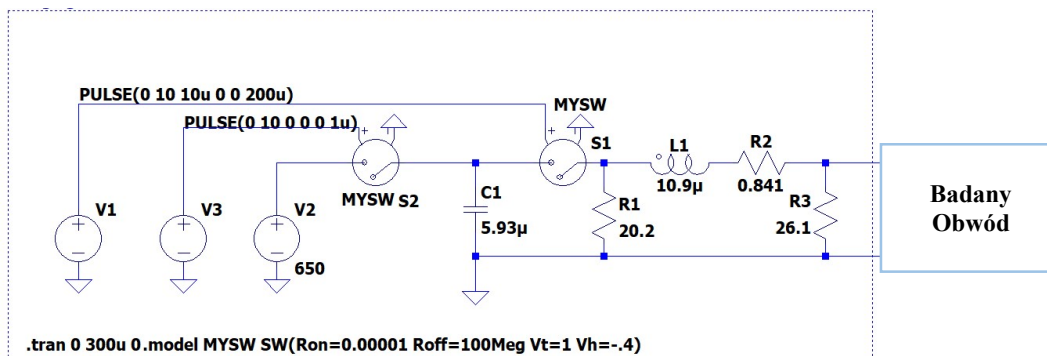 PULSE(0 10 10u 0 0 200u)
MYSW
PULSE(0 10 0 0 0 1u)
S1
L1
R2
MYSW S2
10.9µ
0.841
V1
V3
V2
C1
R1
R3
5.93µ
20.2
26.1
650
Badany
Obwód
.tran 0 300u 0.model MYSW SW(Ron=0.00001 Roff=100Meg Vt=1 Vh=-.4)